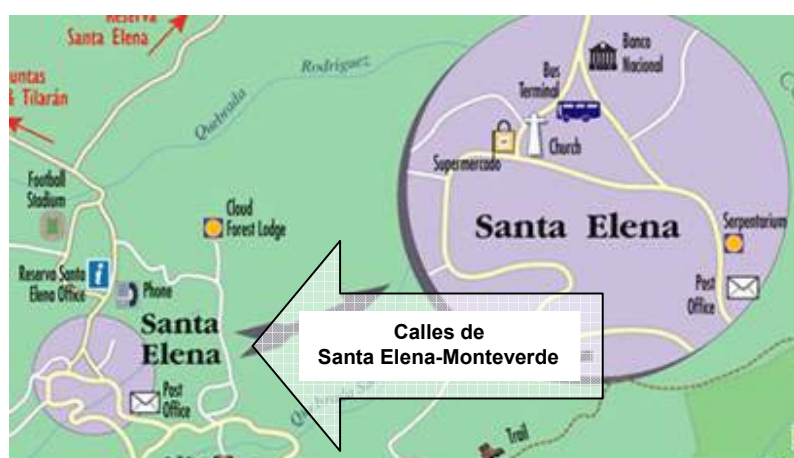 Reserva
Santa Elena
& Tilarán
Football
Stadium
Reserva Santa
Elena Office
Phone
Cloud
Forest Lodge
Quebrada
Rodriguez
Santa
Elena
Post
Office
Calles de
Santa Elena-Monteverde
Quebrada
Trail
Banco
Nacional
Bus
Terminal
Church
Supermercado
Santa Elena
Serpentarium
Post
Office